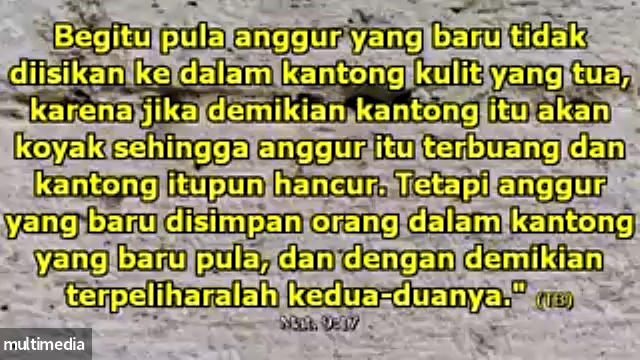 Begitu pula anggur yang baru tidak
diisikan ke dalam kantong kulit yang tua,
karena jika demikian kantong itu akan
koyak sehingga anggur itu terbuang dan
kantong itupun hancur. Tetapi anggur
yang baru disimpan orang dalam kantong
yang baru pula, dan dengan demikian
terpeliharalah kedua-duanya." (TB)
Mat. 9:17
multimedia